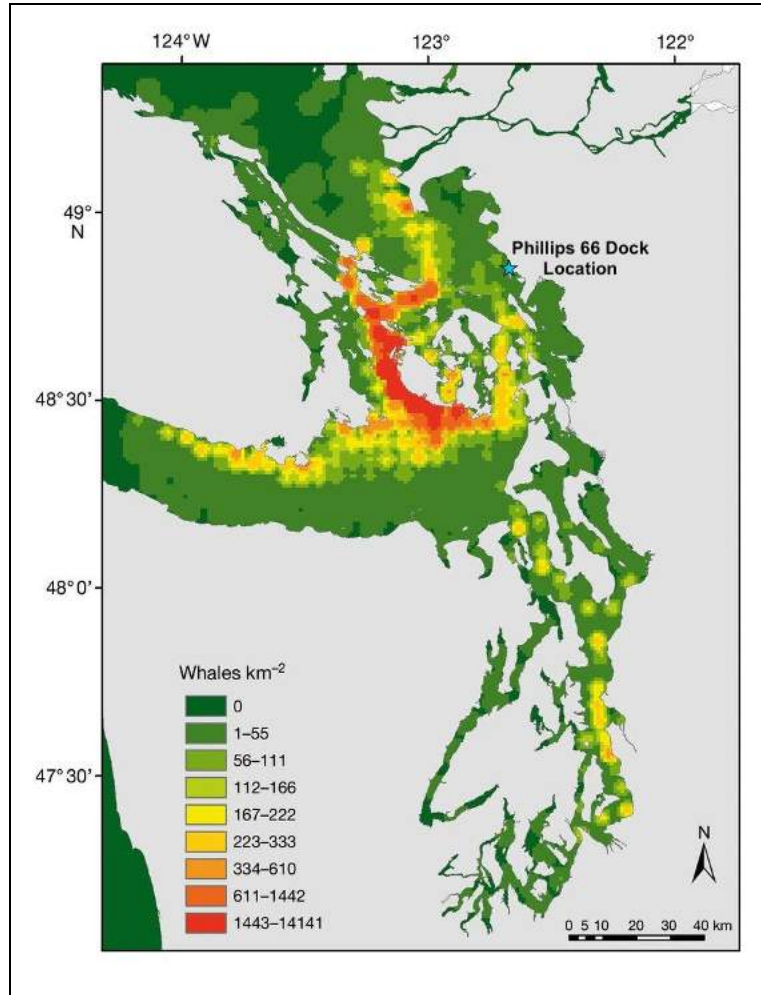 124°W 123° 122°
49°
N
Phillips 66 Dock
Location
48°30'
48°0'
Whales km⁻²
0
1–55
56–111
112–166
47°30'
167–222
223–333
334–610
N
611–1442
1443–14141
0 5 10 20 30 40 km